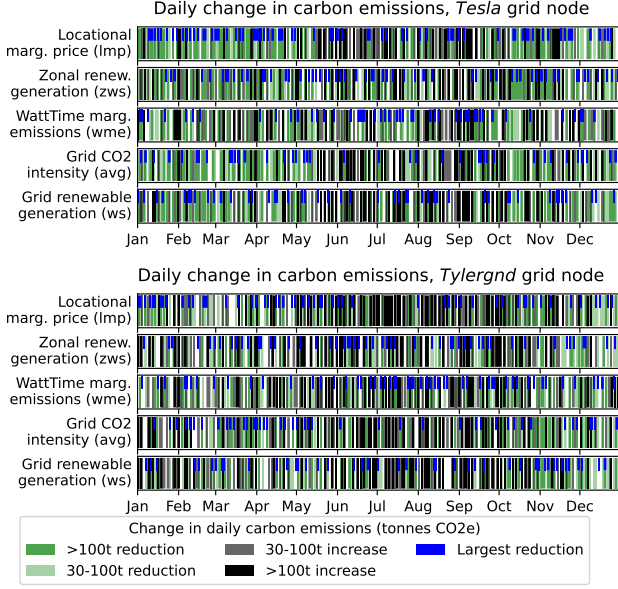 Daily change in carbon emissions, Tesla grid node
Locational
marg. price (lmp)
Zonal renew.
generation (zws)
WattTime marg.
emissions (wme)
Grid CO2
intensity (avg)
Grid renewable
generation (ws)
Jan Feb Mar Apr May Jun Jul Aug Sep Oct Nov Dec
Daily change in carbon emissions, Tylergnd grid node
Locational
marg. price (lmp)
Zonal renew.
generation (zws)
WattTime marg.
emissions (wme)
Grid CO2
intensity (avg)
Grid renewable
generation (ws)
Jan Feb Mar Apr May Jun Jul Aug Sep Oct Nov Dec
Change in daily carbon emissions (tonnes CO2e)
>100t reduction 30-100t increase Largest reduction
30-100t reduction >100t increase